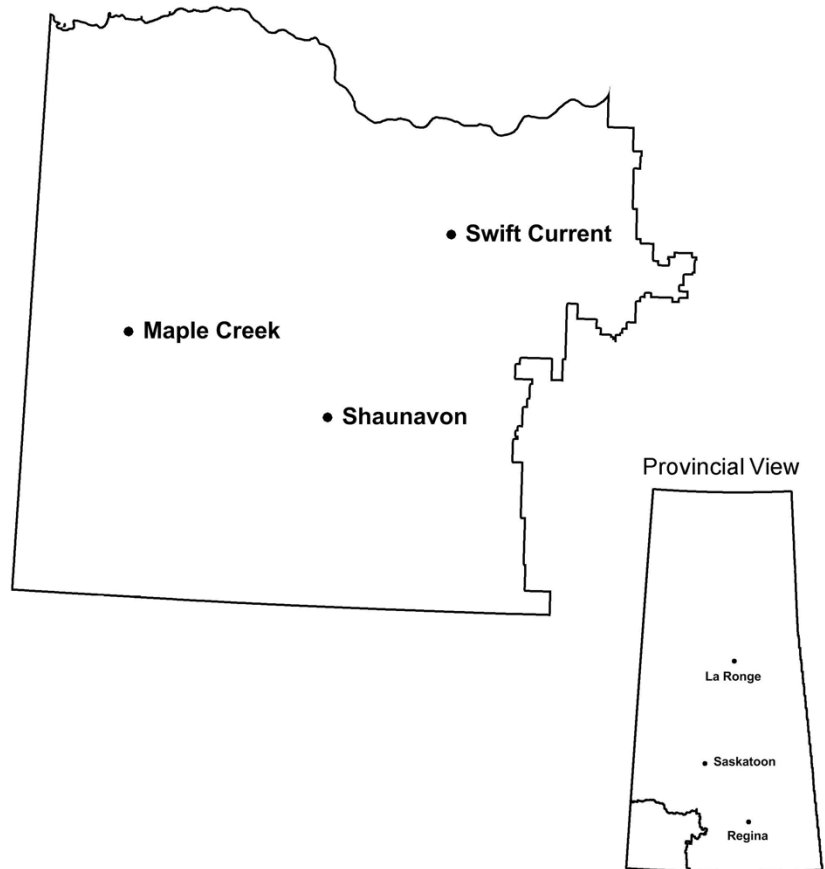 Swift Current
Maple Creek
Shaunavon
Provincial View
La Ronge
Saskatoon
Regina